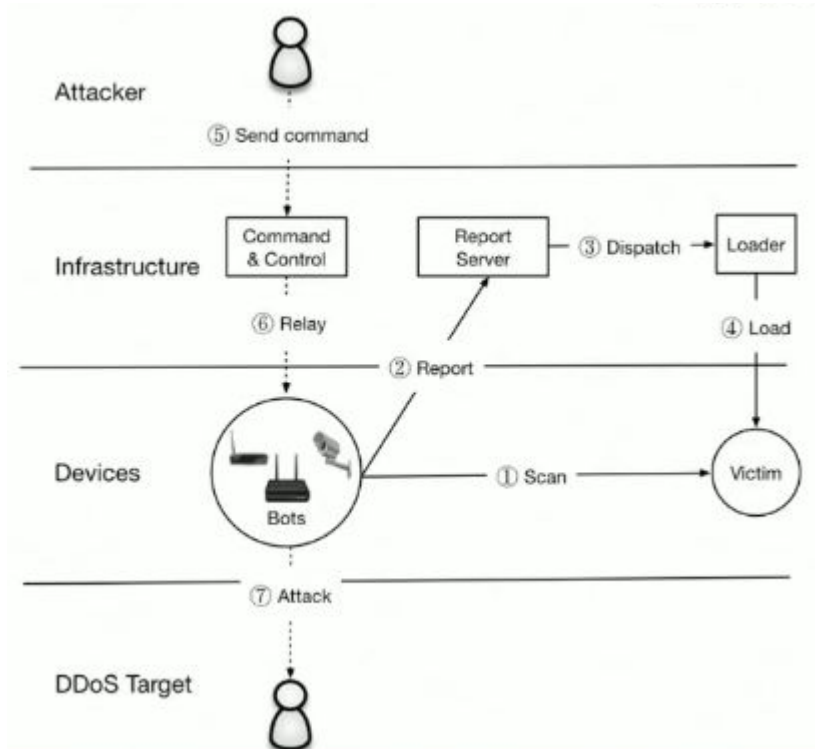 Attacker
⑤ Send command
Infrastructure
Command
& Control
Report
Server
③ Dispatch
Loader
⑥ Relay
④ Load
② Report
Devices
Bots
① Scan
Victim
⑦ Attack
DDoS Target